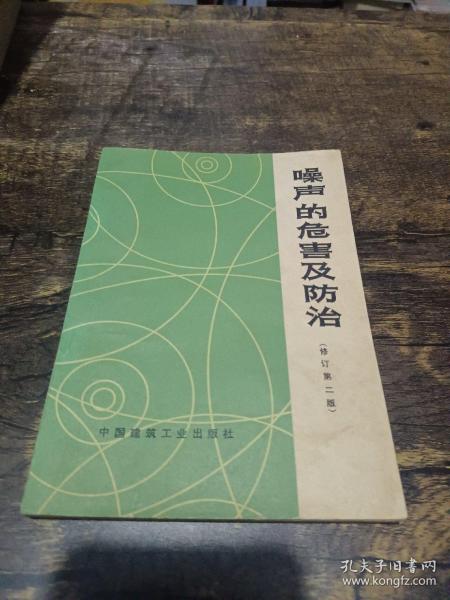 噪声的危害及防治
(修订第二版)
中国建筑工业出版社
孔夫子旧书网
www.kongfz.com